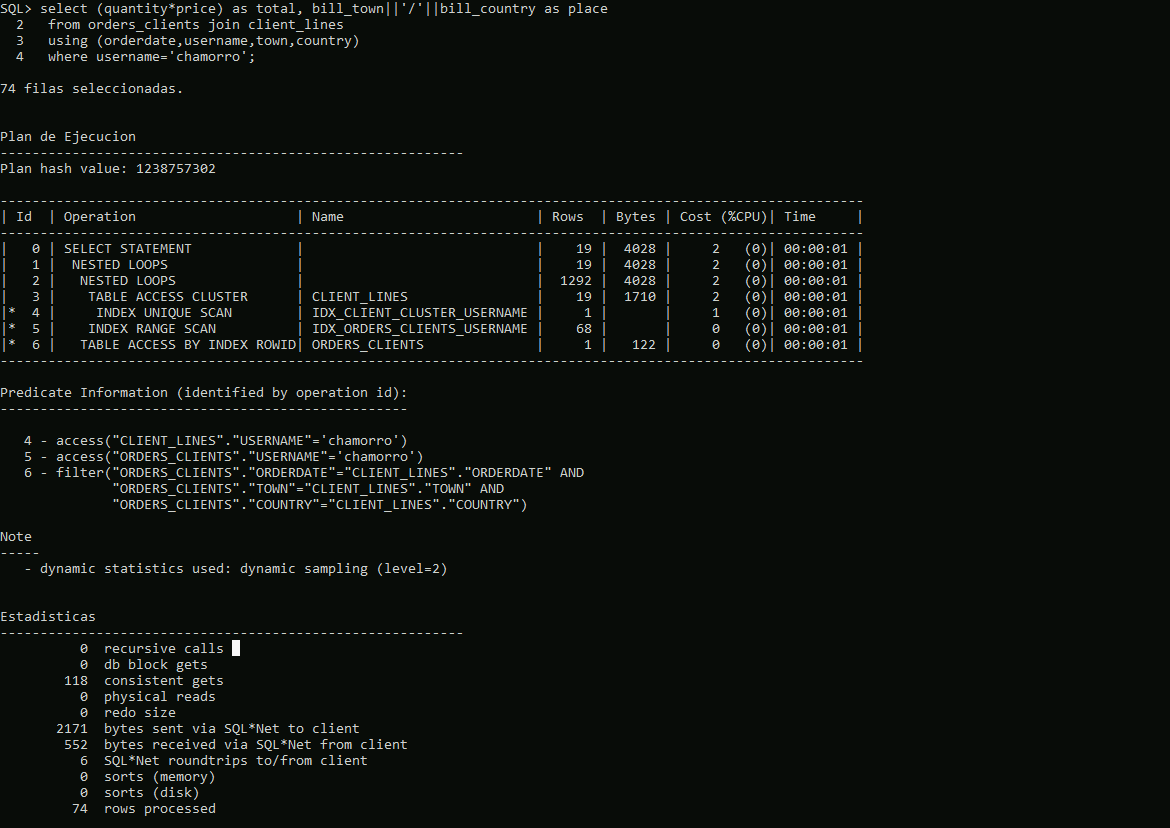 SQL> select (quantity*price) as total, bill_town||'/'||bill_country as place
  2   from orders_clients join client_lines
  3   using (orderdate,username,town,country)
  4   where username='chamorro';
74 filas seleccionadas.
Plan de Ejecucion
----------------------------------------------------------
Plan hash value: 1238757302
------------------------------------------------------------------------------------------------------------
| Id  | Operation                    | Name                       | Rows  | Bytes | Cost (%CPU)| Time     |
------------------------------------------------------------------------------------------------------------
|   0 | SELECT STATEMENT             |                            |    19 |  4028 |     2   (0)| 00:00:01 |
|   1 |  NESTED LOOPS                |                            |    19 |  4028 |     2   (0)| 00:00:01 |
|   2 |   NESTED LOOPS               |                            |  1292 |  4028 |     2   (0)| 00:00:01 |
|   3 |    TABLE ACCESS CLUSTER      | CLIENT_LINES               |    19 |  1710 |     2   (0)| 00:00:01 |
|*  4 |     INDEX UNIQUE SCAN        | IDX_CLIENT_CLUSTER_USERNAME |     1 |       |     1   (0)| 00:00:01 |
|*  5 |    INDEX RANGE SCAN          | IDX_ORDERS_CLIENTS_USERNAME |    68 |       |     0   (0)| 00:00:01 |
|*  6 |   TABLE ACCESS BY INDEX ROWID| ORDERS_CLIENTS             |     1 |   122 |     0   (0)| 00:00:01 |
------------------------------------------------------------------------------------------------------------
Predicate Information (identified by operation id):
---------------------------------------------------
   4 - access("CLIENT_LINES"."USERNAME"='chamorro')
   5 - access("ORDERS_CLIENTS"."USERNAME"='chamorro')
   6 - filter("ORDERS_CLIENTS"."ORDERDATE"="CLIENT_LINES"."ORDERDATE" AND
              "ORDERS_CLIENTS"."TOWN"="CLIENT_LINES"."TOWN" AND
              "ORDERS_CLIENTS"."COUNTRY"="CLIENT_LINES"."COUNTRY")
Note
-----
   - dynamic statistics used: dynamic sampling (level=2)
Estadisticas
----------------------------------------------------------
          0  recursive calls
          0  db block gets
        118  consistent gets
          0  physical reads
          0  redo size
       2171  bytes sent via SQL*Net to client
        552  bytes received via SQL*Net from client
          6  SQL*Net roundtrips to/from client
          0  sorts (memory)
          0  sorts (disk)
         74  rows processed